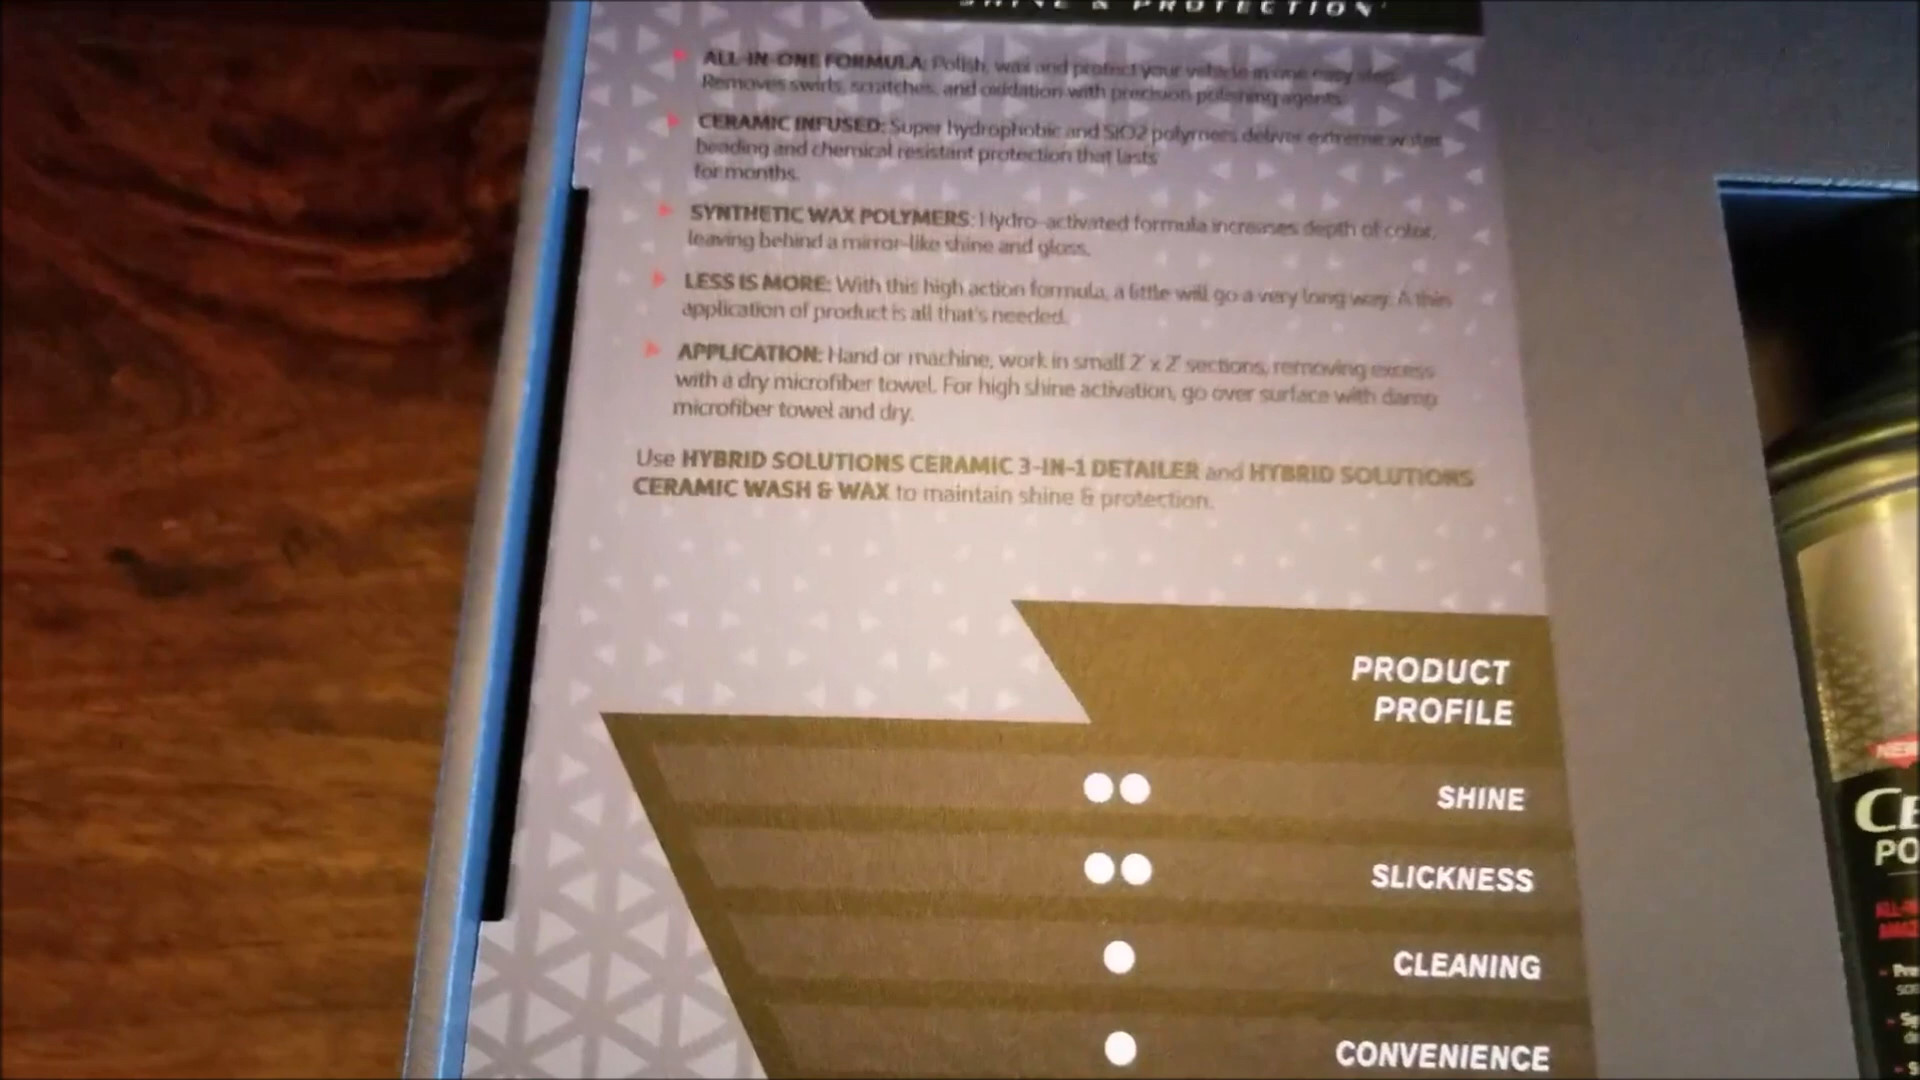 SHINE & PROTECTION
ALL-IN-ONE FORMULA: Polish, wax and protect your vehicle in one easy step.
Removes swirls, scratches, and oxidation with precision polishing agents.
CERAMIC INFUSED: Super hydrophobic and SiO2 polymers deliver extreme water
beading and chemical resistant protection that lasts
for months.
SYNTHETIC WAX POLYMERS: Hydro-activated formula increases depth of color,
leaving behind a mirror-like shine and gloss.
LESS IS MORE: With this high action formula, a little will go a very long way. A thin
application of product is all that's needed.
APPLICATION: Hand or machine, work in small 2' x 2' sections, removing excess
with a dry microfiber towel. For high shine activation, go over surface with damp
microfiber towel and dry.
Use HYBRID SOLUTIONS CERAMIC 3-IN-1 DETAILER and HYBRID SOLUTIONS
CERAMIC WASH & WAX to maintain shine & protection.
PRODUCT
PROFILE
SHINE
SLICKNESS
CLEANING
CONVENIENCE
NEW
CE
PO